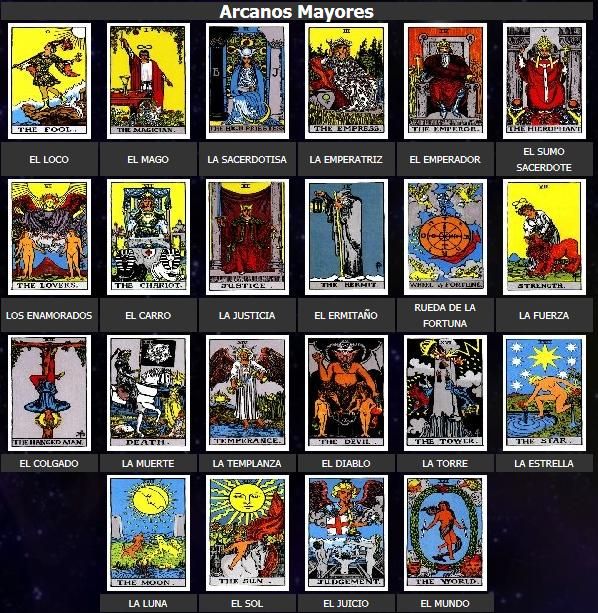 Arcanos Mayores
THE FOOL.
THE MAGICIAN.
III
THE HIGH PRIESTESS
THE EMPRESS.
THE EMPEROR.
V
THE HIEROPHANT
EL LOCO
EL MAGO
LA SACERDOTISA
LA EMPERATRIZ
EL EMPERADOR
EL SUMO
SACERDOTE
THE LOVERS.
THE CHARIOT.
JUSTICE
THE HERMIT
WHEEL of FORTUNE.
STRENGTH.
LOS ENAMORADOS
EL CARRO
LA JUSTICIA
EL ERMITAÑO
RUEDA DE LA
FORTUNA
LA FUERZA
THE HANGED MAN.
DEATH.
TEMPERANCE.
THE DEVIL.
THE TOWER.
THE STAR.
EL COLGADO
LA MUERTE
LA TEMPLANZA
EL DIABLO
LA TORRE
LA ESTRELLA
THE MOON.
THE SUN.
JUDGEMENT.
THE WORLD.
LA LUNA
EL SOL
EL JUICIO
EL MUNDO